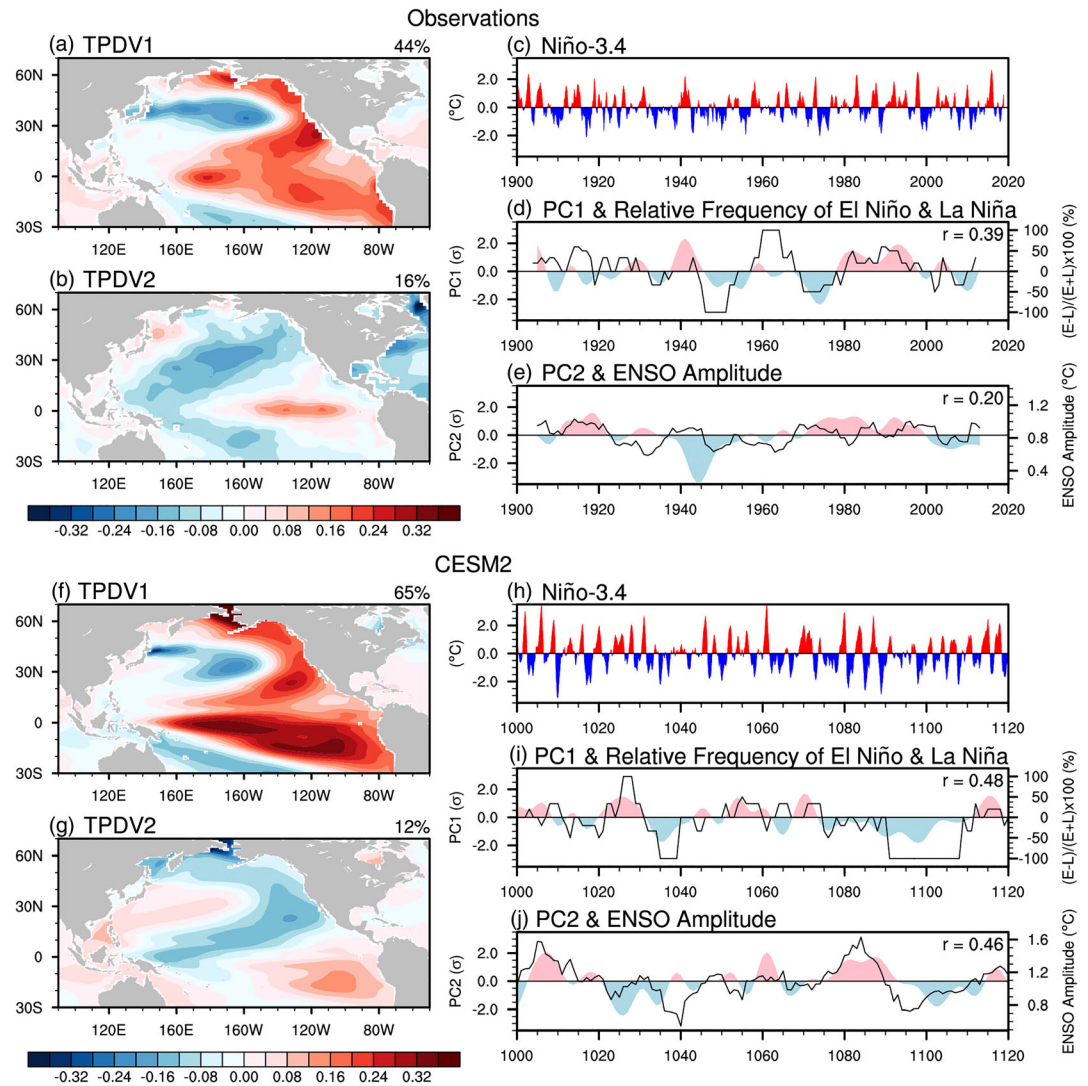 Observations
(a) TPDV1 44%
60N
30N
0
30S
120E 160E 160W 120W 80W
(b) TPDV2 16%
60N
30N
0
30S
120E 160E 160W 120W 80W
-0.32 -0.24 -0.16 -0.08 0.00 0.08 0.16 0.24 0.32
(c) Niño-3.4
(°C)
2.0
0.0
-2.0
1900 1920 1940 1960 1980 2000 2020
(d) PC1 & Relative Frequency of El Niño & La Niña
r = 0.39
PC1 (σ)
2.0
0.0
-2.0
100
50
0
-50
-100
(E-L)/(E+L)x100 (%)
1900 1920 1940 1960 1980 2000 2020
(e) PC2 & ENSO Amplitude
r = 0.20
PC2 (σ)
2.0
0.0
-2.0
1.2
0.8
0.4
ENSO Amplitude (°C)
1900 1920 1940 1960 1980 2000 2020
CESM2
(f) TPDV1 65%
60N
30N
0
30S
120E 160E 160W 120W 80W
(g) TPDV2 12%
60N
30N
0
30S
120E 160E 160W 120W 80W
-0.32 -0.24 -0.16 -0.08 0.00 0.08 0.16 0.24 0.32
(h) Niño-3.4
(°C)
2.0
0.0
-2.0
1000 1020 1040 1060 1080 1100 1120
(i) PC1 & Relative Frequency of El Niño & La Niña
r = 0.48
PC1 (σ)
2.0
0.0
-2.0
100
50
0
-50
-100
(E-L)/(E+L)x100 (%)
1000 1020 1040 1060 1080 1100 1120
(j) PC2 & ENSO Amplitude
r = 0.46
PC2 (σ)
2.0
0.0
-2.0
1.6
1.2
0.8
ENSO Amplitude (°C)
1000 1020 1040 1060 1080 1100 1120